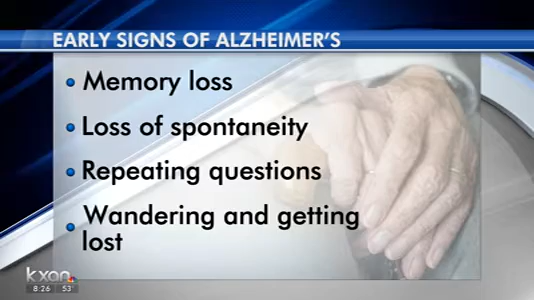 EARLY SIGNS OF ALZHEIMER'S
Memory loss
Loss of spontaneity
Repeating questions
Wandering and getting
lost
kxan
8:26 53°